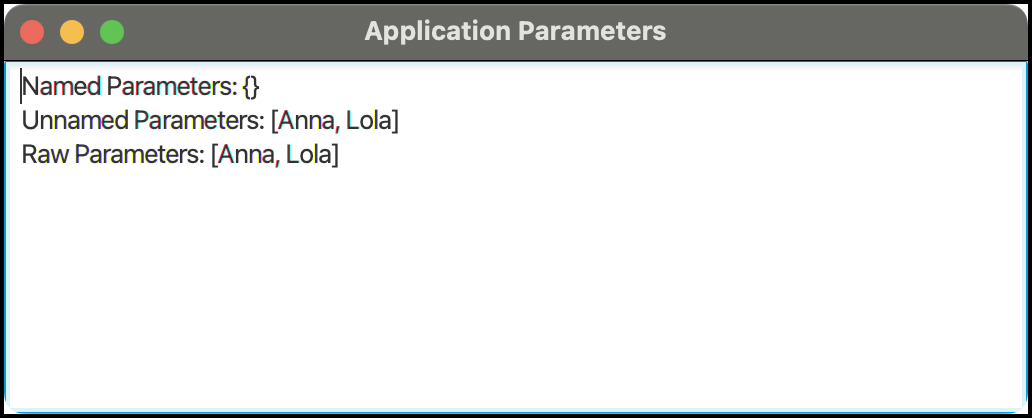 Application Parameters
Named Parameters: {}
Unnamed Parameters: [Anna, Lola]
Raw Parameters: [Anna, Lola]